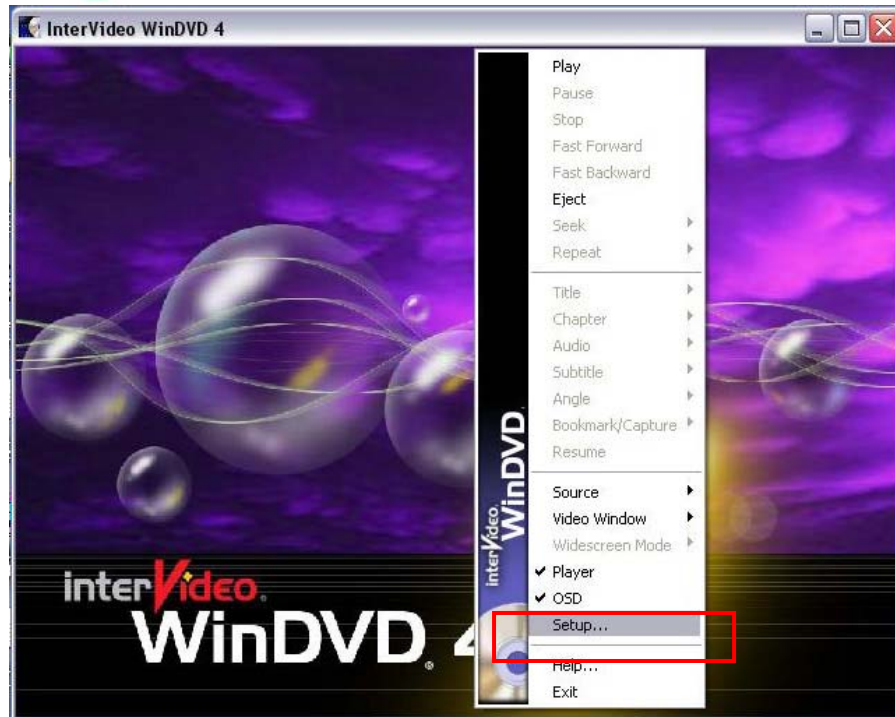 InterVideo WinDVD 4
Play
Pause
Stop
Fast Forward
Fast Backward
Eject
Seek
Repeat
Title
Chapter
Audio
Subtitle
Angle
Bookmark/Capture
Resume
Source
Video Window
Widescreen Mode
Player
OSD
Setup...
Help...
Exit
interVideo.
WinDVD.
interVideo.
WinDVD® 4